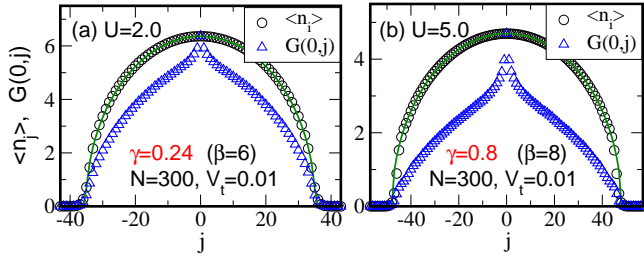 (a) U=2.0
<n_i>
G(0,j)
<n_j>, G(0,j)
6
4
2
0
γ=0.24 (β=6)
N=300, V_t=0.01
-40 -20 0 20 40
j
(b) U=5.0
<n_i>
G(0,j)
4
2
0
γ=0.8 (β=8)
N=300, V_t=0.01
-40 -20 0 20 40
j